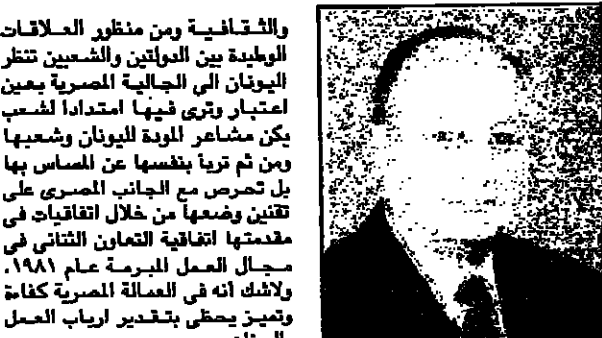 والثقافية ومن منظور العلاقات
الوطيدة بين الدولتين والشعبين تنظر
اليونان الى الجالية المصرية بعين
اعتبار وترى فيها امتدادا لشعب
يكن مشاعر المودة لليونان وشعبها
ومن ثم تربأ بنفسها عن المساس بها
بل تحرص مع الجانب المصرى على
تقنين وضعها من خلال اتفاقيات فى
مقدمتها اتفاقية التعاون الثنائى فى
مجال العمل المبرمة عام ١٩٨١.
ولاشك أنه فى العمالة المصرية كفاءة
وتميز يحظى بتقدير ارباب العمل